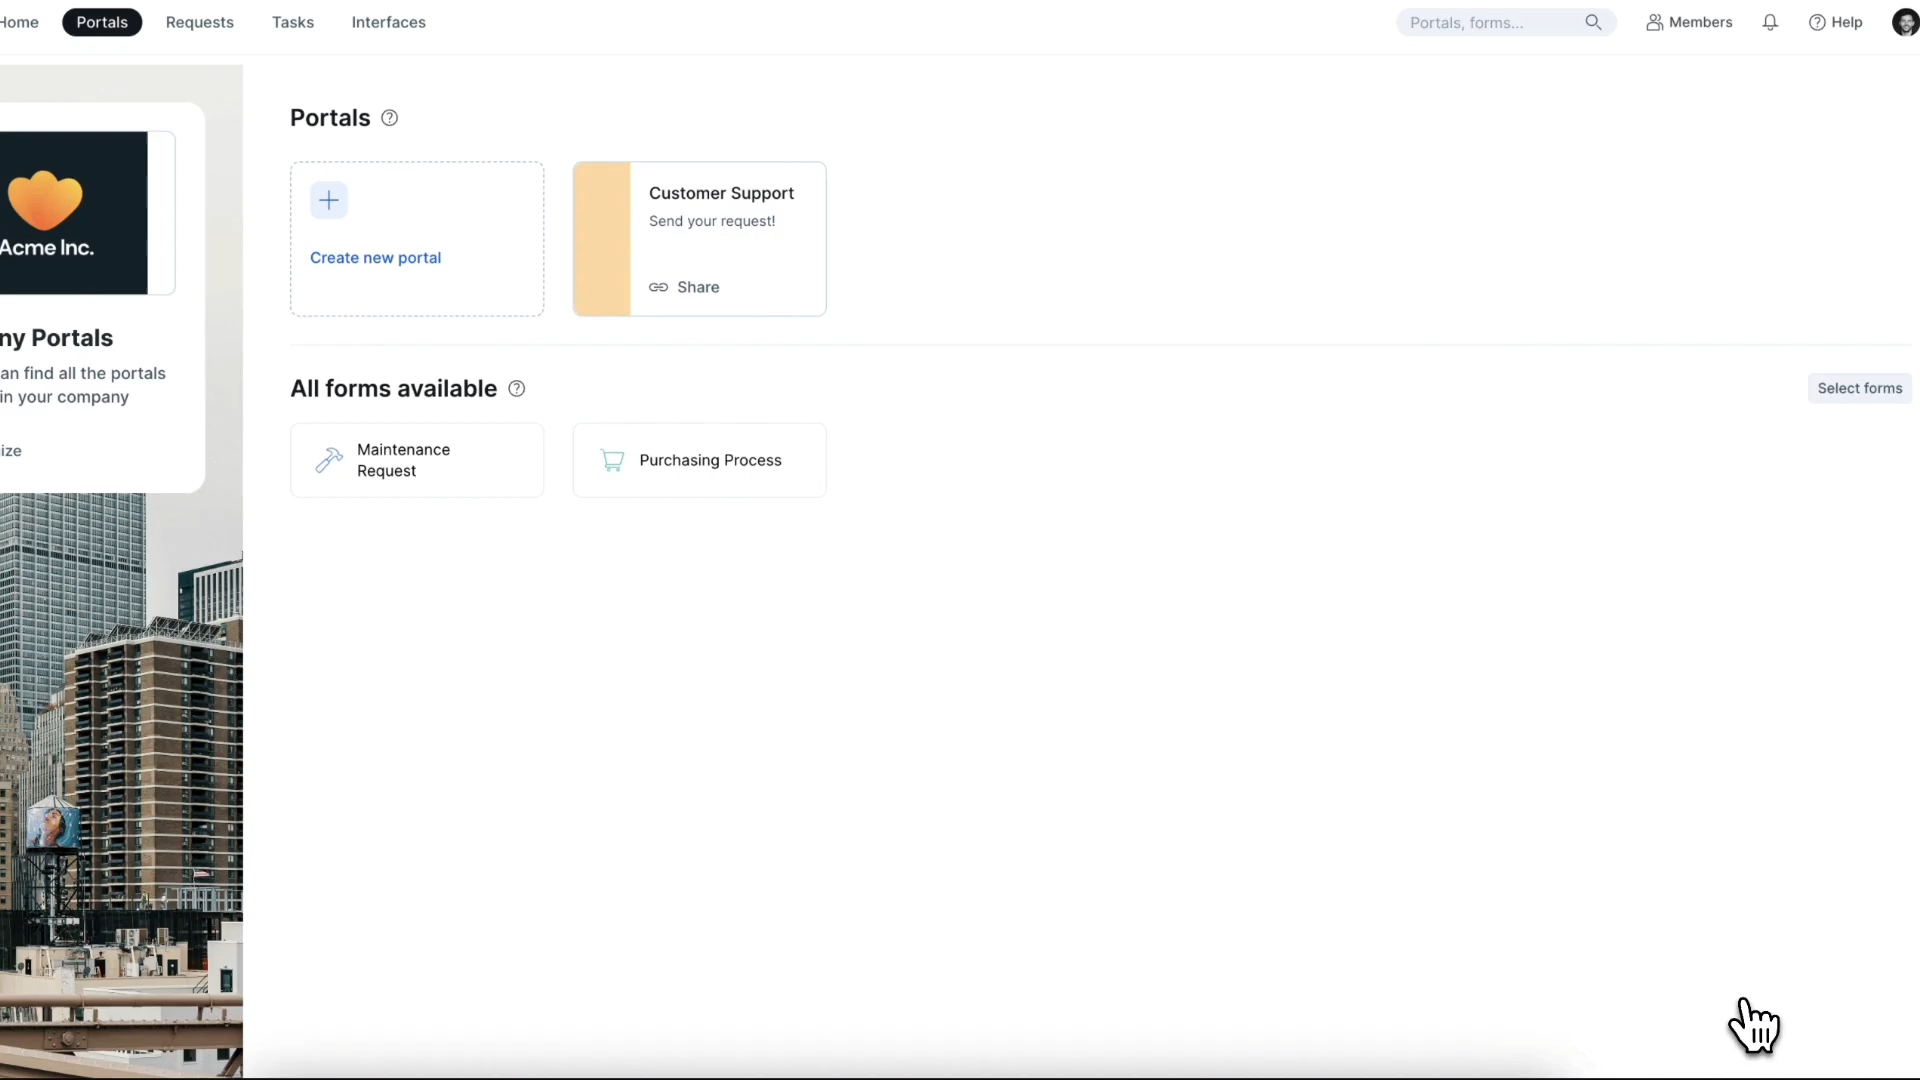 Home
Portals
Requests
Tasks
Interfaces
Portals, forms...
Members
Help
Acme Inc.
ny Portals
an find all the portals
in your company
ize
Portals
Create new portal
Customer Support
Send your request!
Share
All forms available
Select forms
Maintenance
Request
Purchasing Process